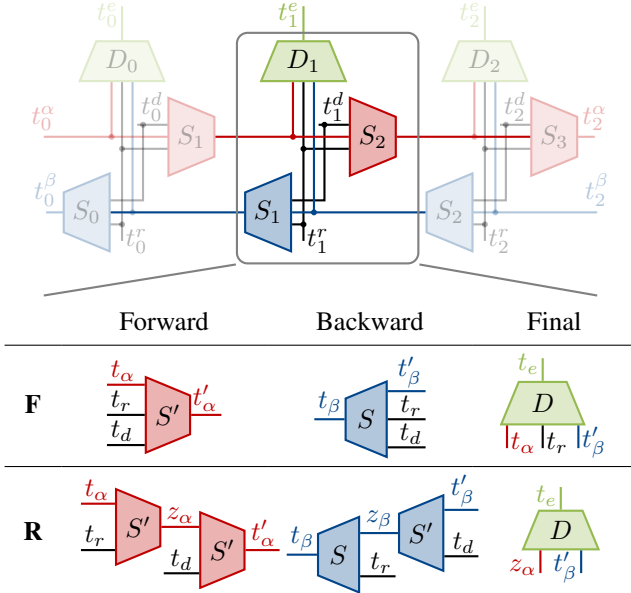 t_0^e t_1^e t_2^e
D_0 D_1 D_2
t_0^d t_1^d t_2^d
t_0^α S_1 S_2 S_3 t_2^α
t_0^β S_0 S_1 S_2 t_2^β
t_0^r t_1^r t_2^r
Forward Backward Final
F
t_α t_r t_d S' t'_α
t_β S t'_β t_r t_d
t_e D t_α t_r t'_β
R
t_α t_r S' z_α t_d S' t'_α
t_β S t_r z_β S' t'_β t_d
t_e D z_α t'_β